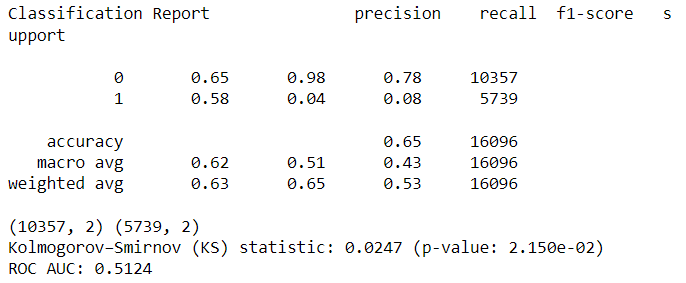 Classification Report precision recall f1-score s
upport
0 0.65 0.98 0.78 10357
1 0.58 0.04 0.08 5739
accuracy 0.65 16096
macro avg 0.62 0.51 0.43 16096
weighted avg 0.63 0.65 0.53 16096
(10357, 2) (5739, 2)
Kolmogorov–Smirnov (KS) statistic: 0.0247 (p-value: 2.150e-02)
ROC AUC: 0.5124